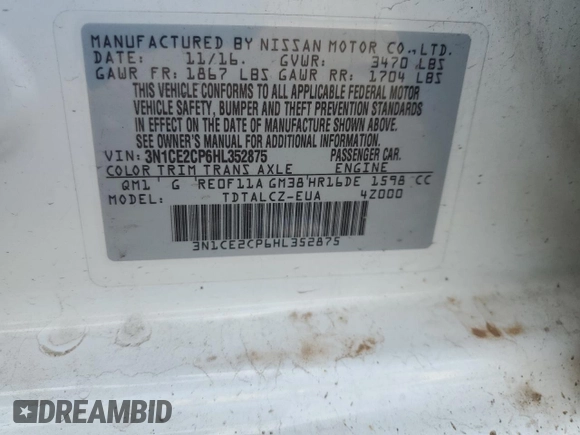 MANUFACTURED BY NISSAN MOTOR CO., LTD.
DATE: 11/16. GVWR: 3470 LBS
GAWR FR: 1867 LBS GAWR RR: 1704 LBS
THIS VEHICLE CONFORMS TO ALL APPLICABLE FEDERAL MOTOR
VEHICLE SAFETY, BUMPER AND THEFT PREVENTION STANDARDS
IN EFFECT ON THE DATE OF MANUFACTURE SHOWN ABOVE.
SEE OWNER'S MANUAL FOR ADDITIONAL INFORMATION.
VIN: 3N1CE2CP6HL352875 PASSENGER CAR.
COLOR TRIM TRANS AXLE ENGINE
QM1 G RE0F11A GM38 HR16DE 1598 CC
MODEL: TDTALCZ-EUA 4Z000
3N1CE2CP6HL352875
DREAMBID